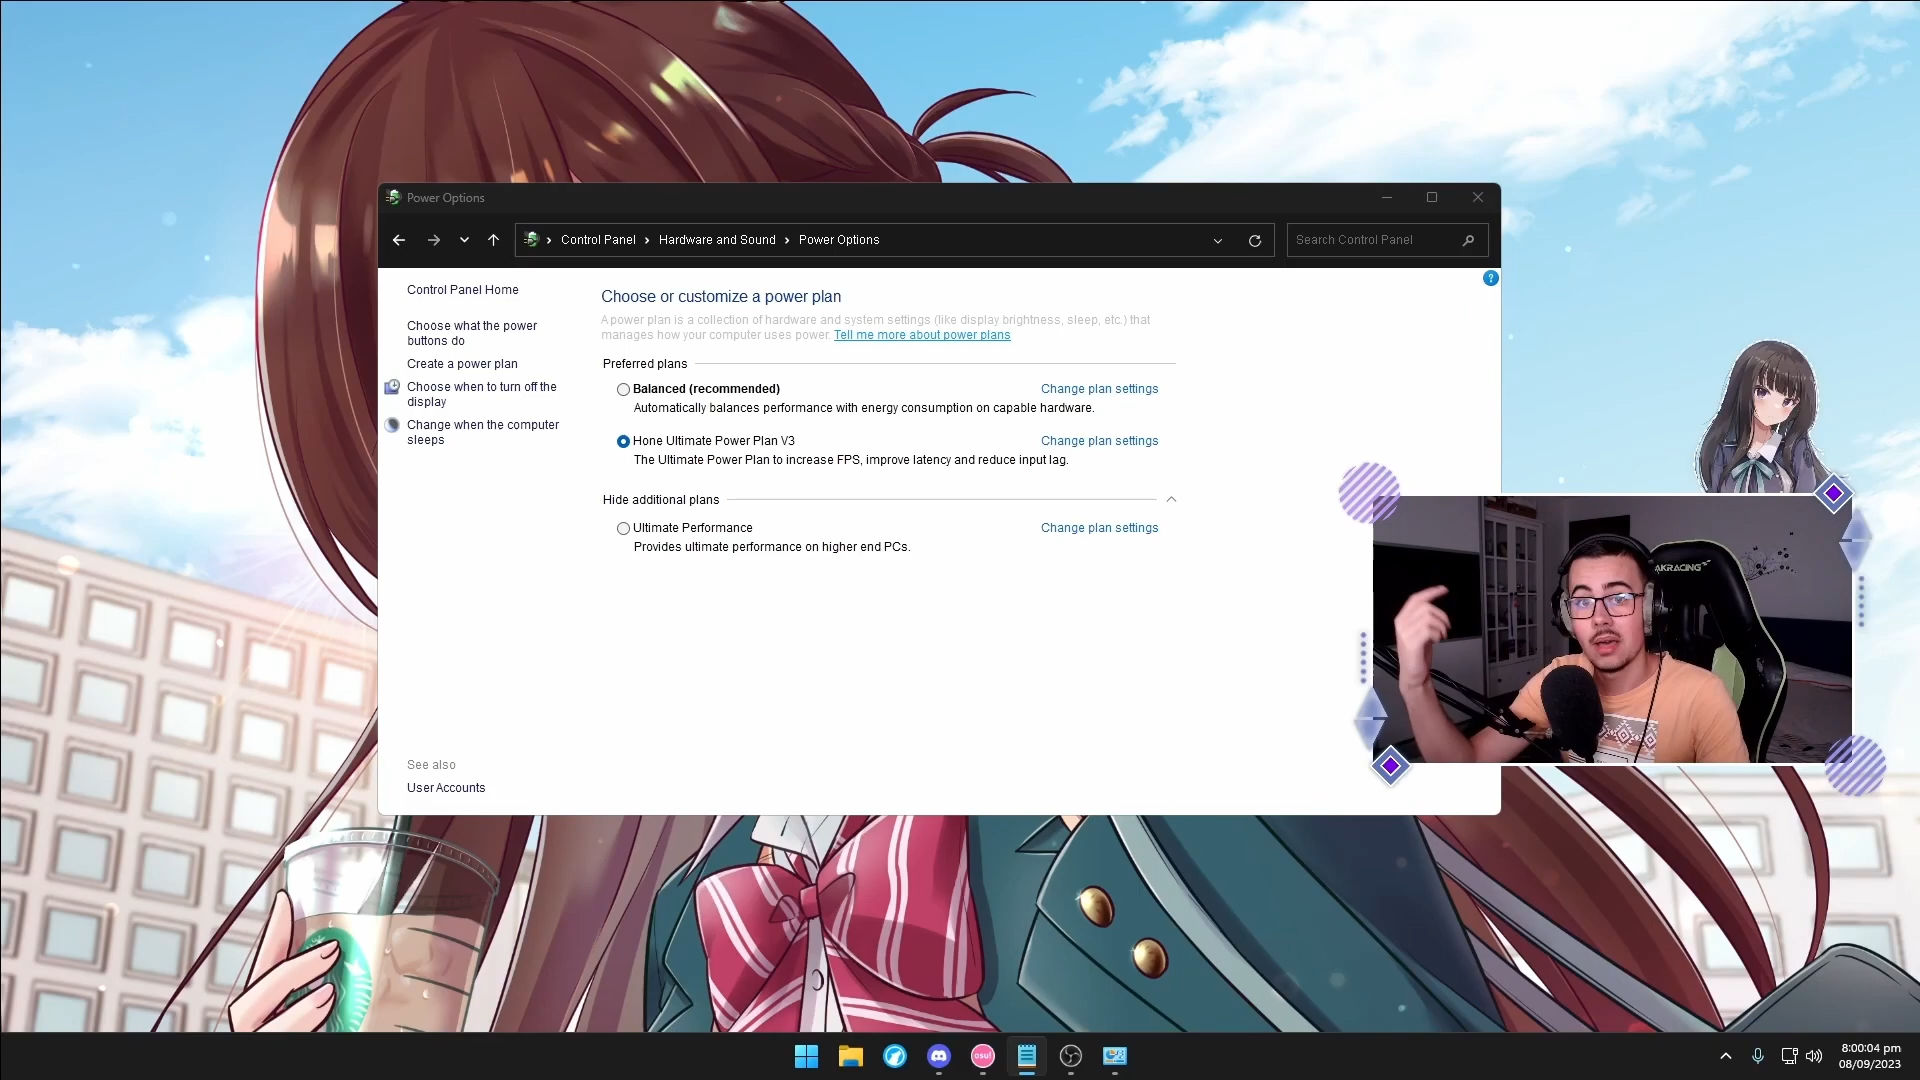 Power Options
Control Panel
Hardware and Sound
Power Options
Search Control Panel
Control Panel Home
Choose what the power
buttons do
Create a power plan
Choose when to turn off the
display
Change when the computer
sleeps
See also
User Accounts
Choose or customize a power plan
A power plan is a collection of hardware and system settings (like display brightness, sleep, etc.) that
manages how your computer uses power. Tell me more about power plans
Preferred plans
Balanced (recommended) Change plan settings
Automatically balances performance with energy consumption on capable hardware.
Hone Ultimate Power Plan V3 Change plan settings
The Ultimate Power Plan to increase FPS, improve latency and reduce input lag.
Hide additional plans
Ultimate Performance Change plan settings
Provides ultimate performance on higher end PCs.
?
AKRACING
osu!
8:00:04 pm
08/09/2023